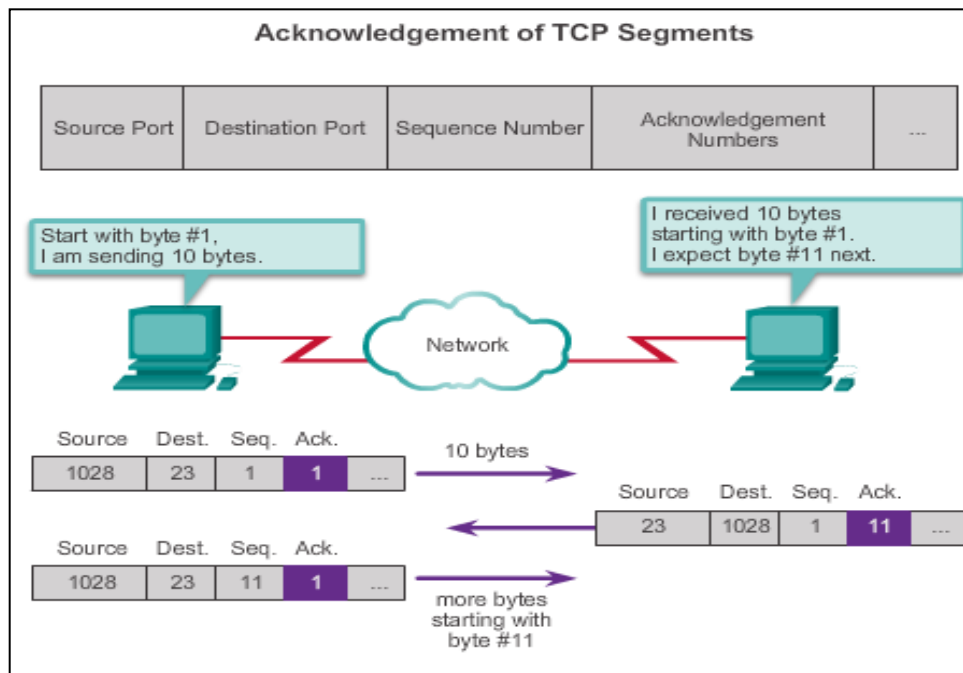 Acknowledgement of TCP Segments
Source Port
Destination Port
Sequence Number
Acknowledgement
Numbers
...
Start with byte #1,
I am sending 10 bytes.
I received 10 bytes
starting with byte #1.
I expect byte #11 next.
Network
Source Dest. Seq. Ack.
1028 23 1 1 ...
10 bytes
Source Dest. Seq. Ack.
23 1028 1 11 ...
Source Dest. Seq. Ack.
1028 23 11 1 ...
more bytes
starting with
byte #11